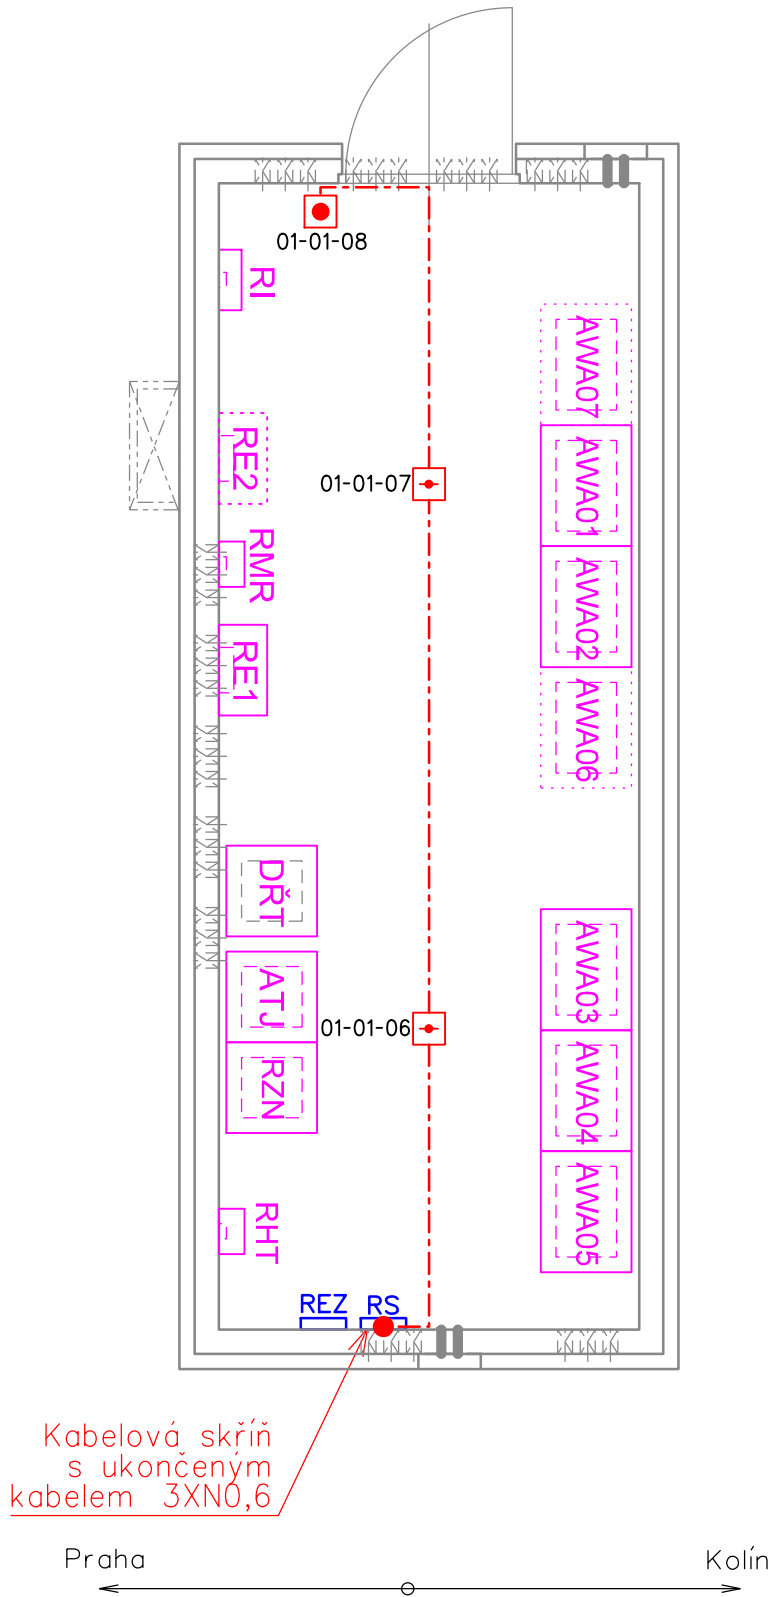 01-01-08
RI
AWA07
RE2
01-01-07
AWA01
RMR
AWA02
RE1
AWA06
DŘT
ATJ
01-01-06
AWA03
RZN
AWA04
RHT
AWA05
REZ
RS
Kabelová skříň
s ukončeným
kabelem 3XN0,6
Praha
Kolín